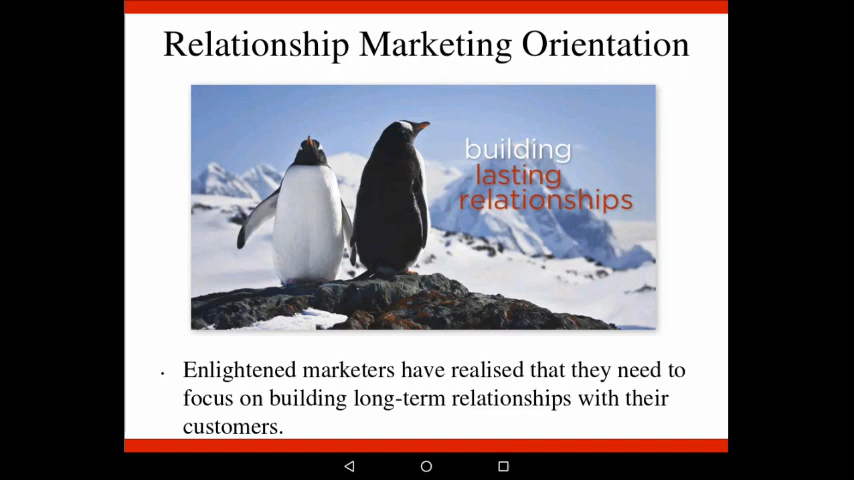 Relationship Marketing Orientation
building
lasting
relationships
Enlightened marketers have realised that they need to
focus on building long-term relationships with their
customers.